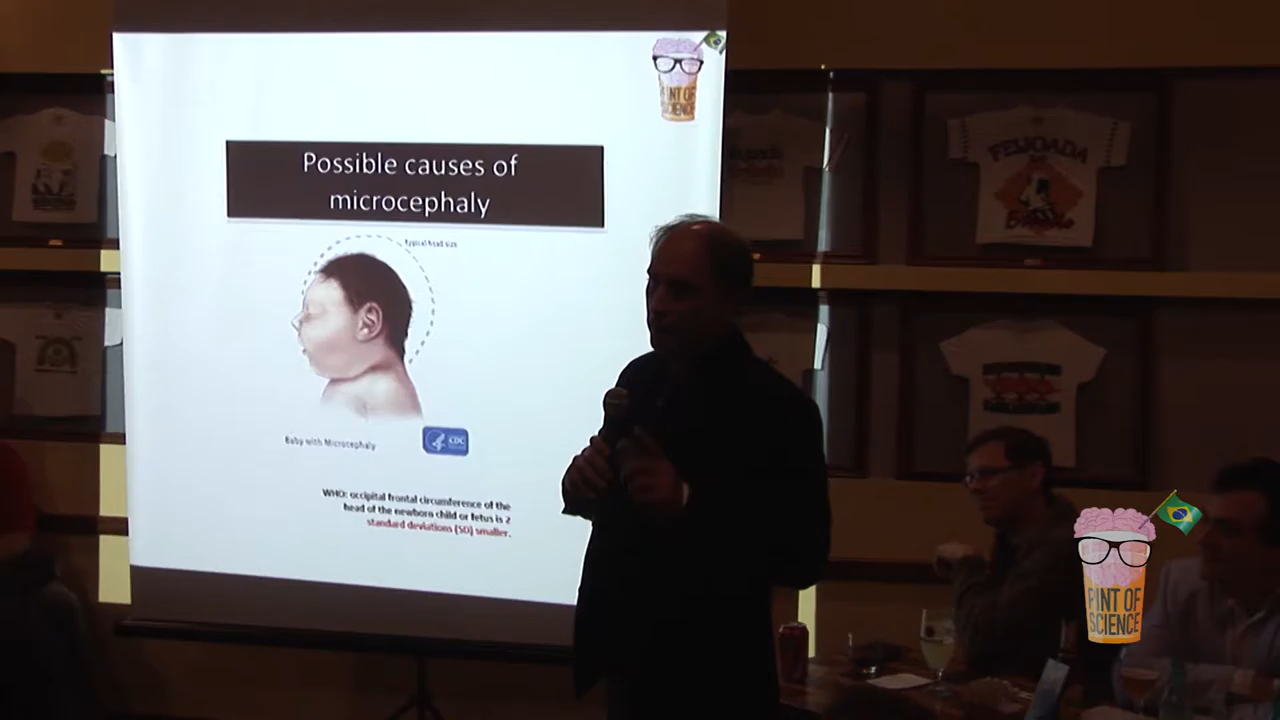 PINT OF
SCIENCE
Possible causes of
microcephaly
Typical head size
Baby with Microcephaly
CDC
WHO: occipital frontal circumference of the
head of the newborn child or fetus is 2
standard deviations (SD) smaller.
FEIJOADA
PINT OF
SCIENCE